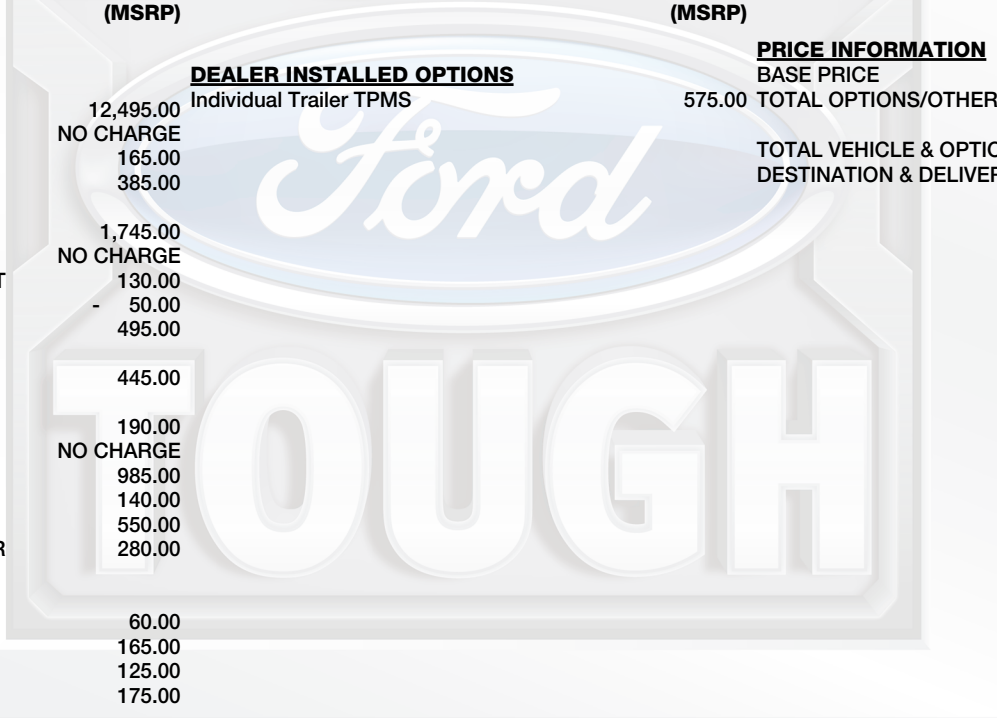 (MSRP)
12,495.00
NO CHARGE
165.00
385.00
1,745.00
NO CHARGE
T 130.00
- 50.00
495.00
445.00
190.00
NO CHARGE
985.00
140.00
550.00
R 280.00
60.00
165.00
125.00
175.00
(MSRP)
DEALER INSTALLED OPTIONS
Individual Trailer TPMS 575.00
PRICE INFORMATION
BASE PRICE
TOTAL OPTIONS/OTHER
TOTAL VEHICLE & OPTIO
DESTINATION & DELIVER
Ford
TOUGH